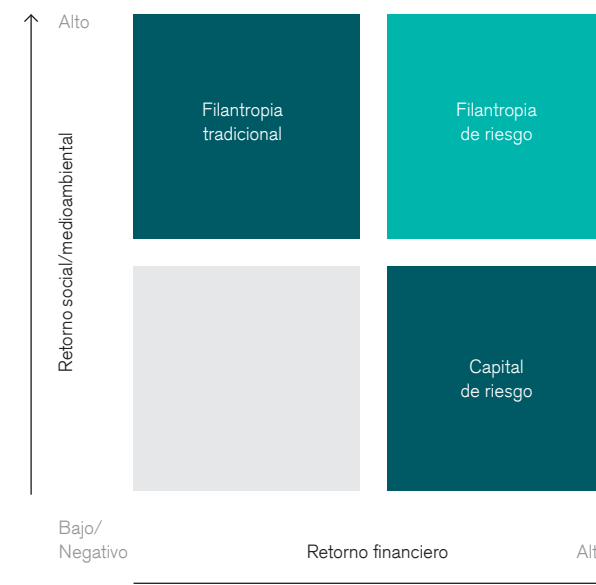 Alto
Filantropia
tradicional
Filantropia
de riesgo
Retorno social/medioambiental
Capital
de riesgo
Bajo/
Negativo
Retorno financiero
Alt